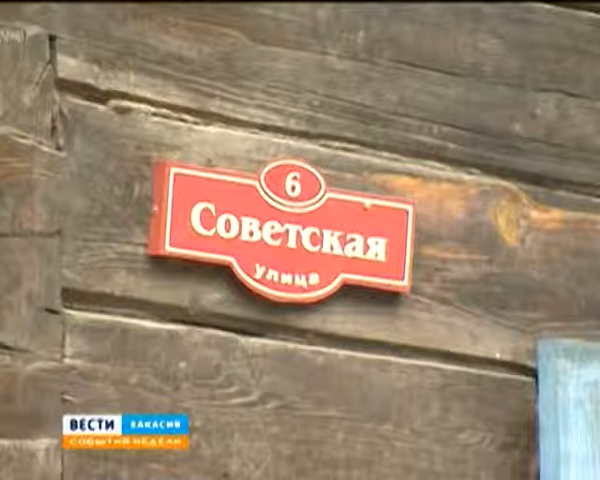 6
Советская
улица
ВЕСТИ ХАКАСИЯ
СОБЫТИЯ НЕДЕЛИ